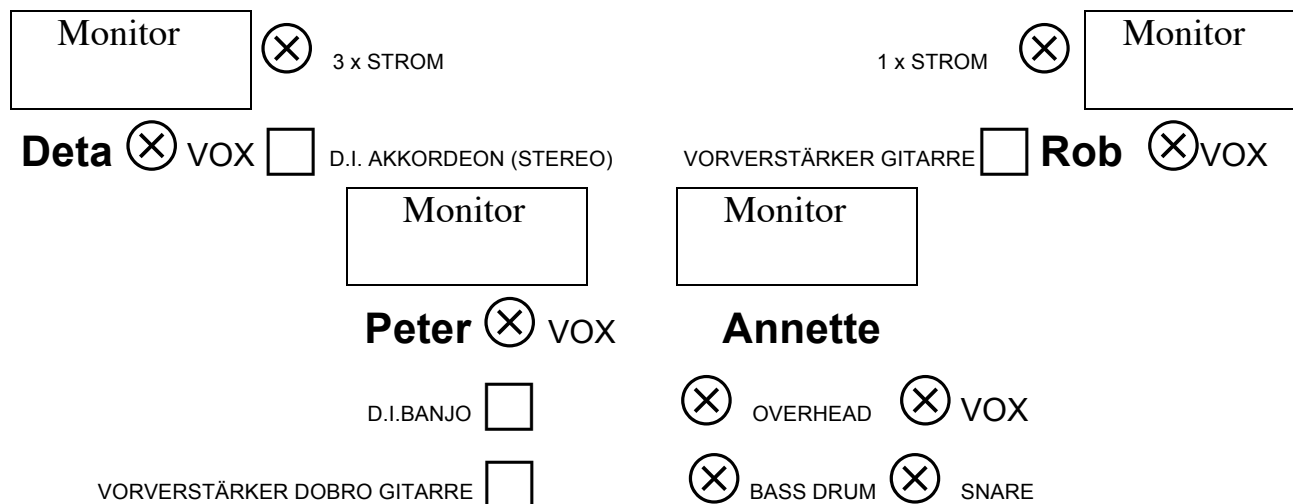 Monitor Monitor
3 x STROM 1 x STROM
Deta VOX D.I. AKKORDEON (STEREO) VORVERSTÄRKER GITARRE Rob VOX
Monitor Monitor
Peter VOX Annette
D.I.BANJO OVERHEAD VOX
VORVERSTÄRKER DOBRO GITARRE BASS DRUM SNARE